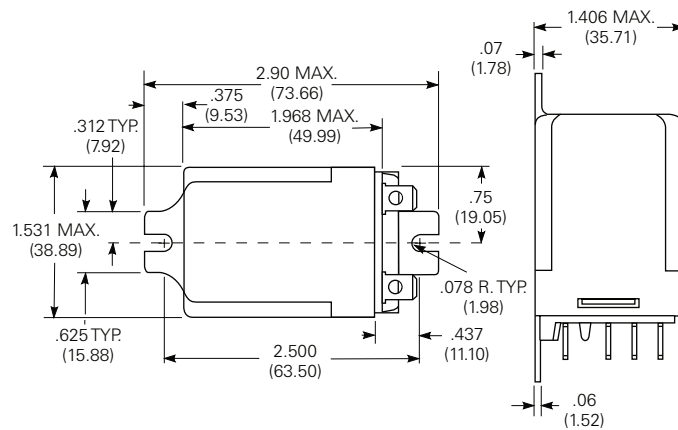 1.406 MAX.
(35.71)
.07
(1.78)
2.90 MAX.
(73.66)
.375
(9.53)
1.968 MAX.
(49.99)
.312 TYP.
(7.92)
.75
(19.05)
1.531 MAX.
(38.89)
.078 R. TYP.
(1.98)
.625 TYP.
(15.88)
.437
(11.10)
2.500
(63.50)
.06
(1.52)